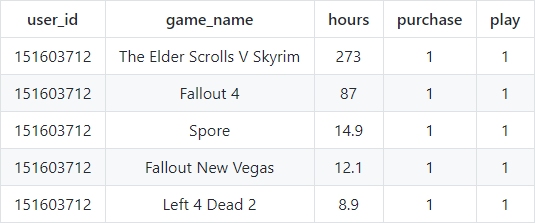 user_id game_name hours purchase play
151603712 The Elder Scrolls V Skyrim 273 1 1
151603712 Fallout 4 87 1 1
151603712 Spore 14.9 1 1
151603712 Fallout New Vegas 12.1 1 1
151603712 Left 4 Dead 2 8.9 1 1